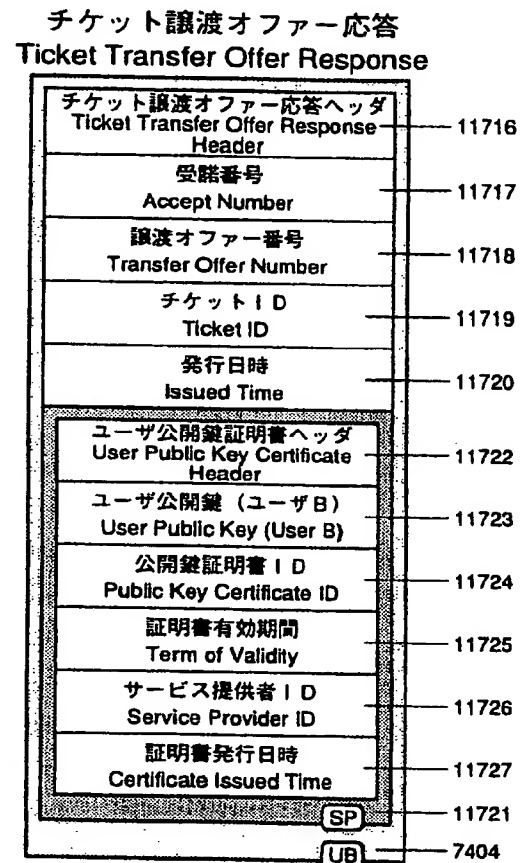 チケット譲渡オファー応答
Ticket Transfer Offer Response
チケット譲渡オファー応答ヘッダ
Ticket Transfer Offer Response
Header
11716
受諾番号
Accept Number
11717
譲渡オファー番号
Transfer Offer Number
11718
チケットID
Ticket ID
11719
発行日時
Issued Time
11720
ユーザ公開鍵証明書ヘッダ
User Public Key Certificate
Header
11722
ユーザ公開鍵（ユーザB）
User Public Key (User B)
11723
公開鍵証明書ID
Public Key Certificate ID
11724
証明書有効期間
Term of Validity
11725
サービス提供者ID
Service Provider ID
11726
証明書発行日時
Certificate Issued Time
11727
SP
11721
UB
7404